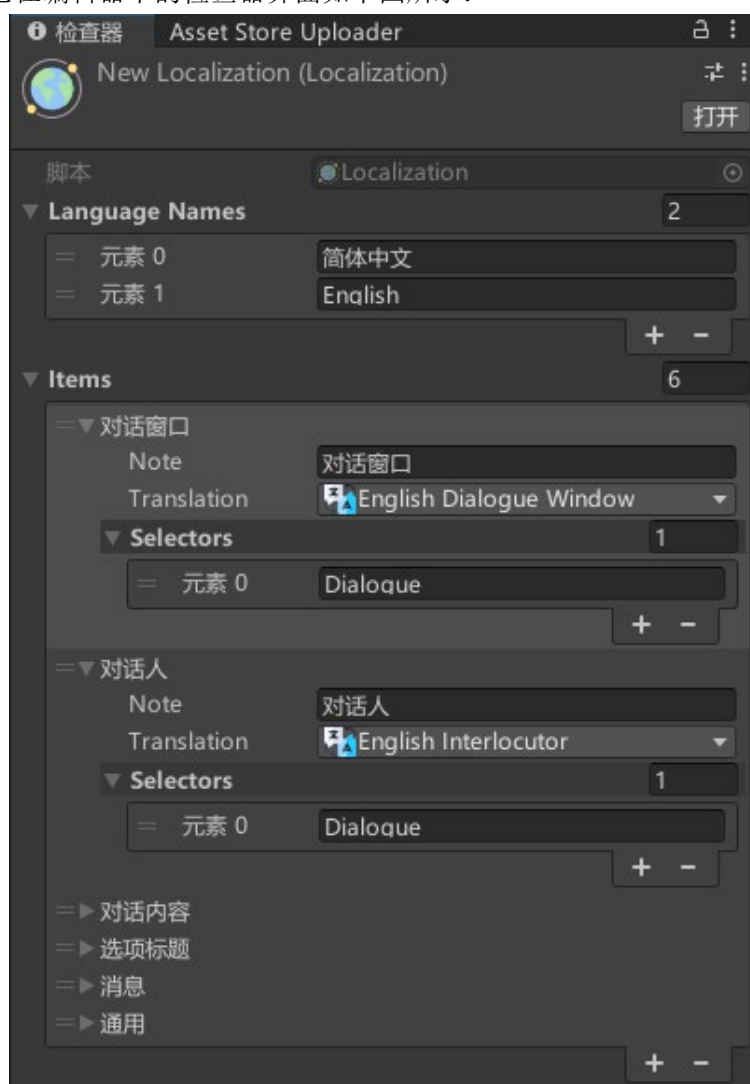 检查器 Asset Store Uploader
New Localization (Localization)
打开
脚本 Localization
Language Names 2
元素 0 简体中文
元素 1 English
+ -
Items 6
对话窗口
Note 对话窗口
Translation English Dialogue Window
Selectors 1
元素 0 Dialogue
+ -
对话人
Note 对话人
Translation English Interlocutor
Selectors 1
元素 0 Dialogue
+ -
对话内容
选项标题
消息
通用
+ -